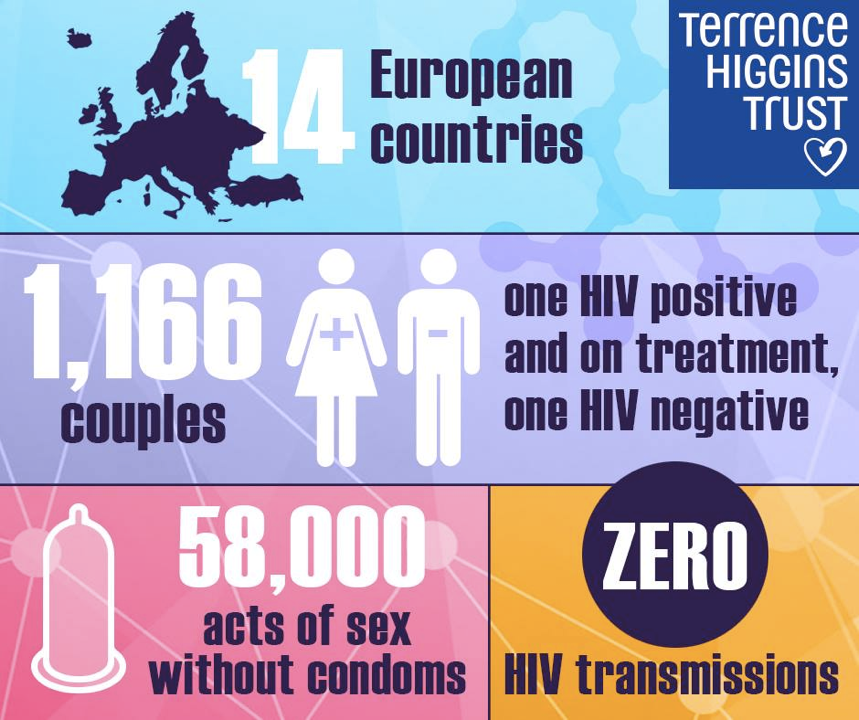 14
European
countries
Terrence
HIGGINS
TRUST
1,166
couples
+
-
one HIV positive
and on treatment,
one HIV negative
58,000
acts of sex
without condoms
ZERO
HIV transmissions